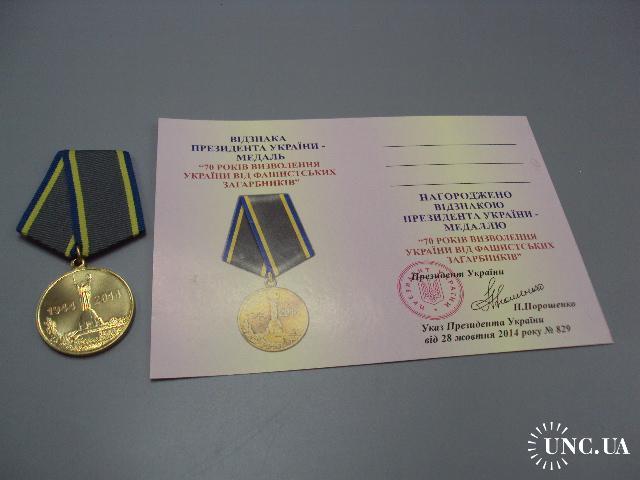 1944 2014
ВІДЗНАКА
ПРЕЗИДЕНТА УКРАЇНИ -
МЕДАЛЬ
"70 РОКІВ ВИЗВОЛЕННЯ
УКРАЇНИ ВІД ФАШИСТСЬКИХ
ЗАГАРБНИКІВ"
НАГОРОДЖЕНО
ВІДЗНАКОЮ
ПРЕЗИДЕНТА УКРАЇНИ -
МЕДАЛЛЮ
"70 РОКІВ ВИЗВОЛЕННЯ
УКРАЇНИ ВІД ФАШИСТСЬКИХ
ЗАГАРБНИКІВ"
Президент України
ПРЕЗИДЕНТ УКРАЇНИ
П.Порошенко
Указ Президента України
від 28 жовтня 2014 року № 829
UNC.UA